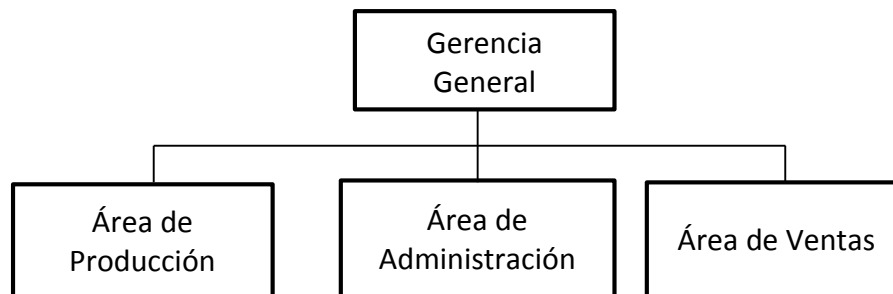 Gerencia
General
Área de
Producción
Área de
Administración
Área de Ventas